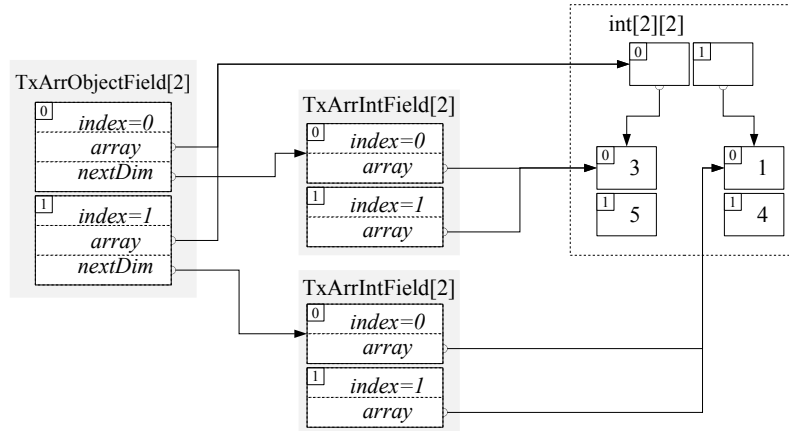 TxArrObjectField[2]
0
index=0
array
nextDim
1
index=1
array
nextDim
TxArrIntField[2]
0
index=0
array
1
index=1
array
TxArrIntField[2]
0
index=0
array
1
index=1
array
int[2][2]
0 1
0 3 0 1
1 5 1 4